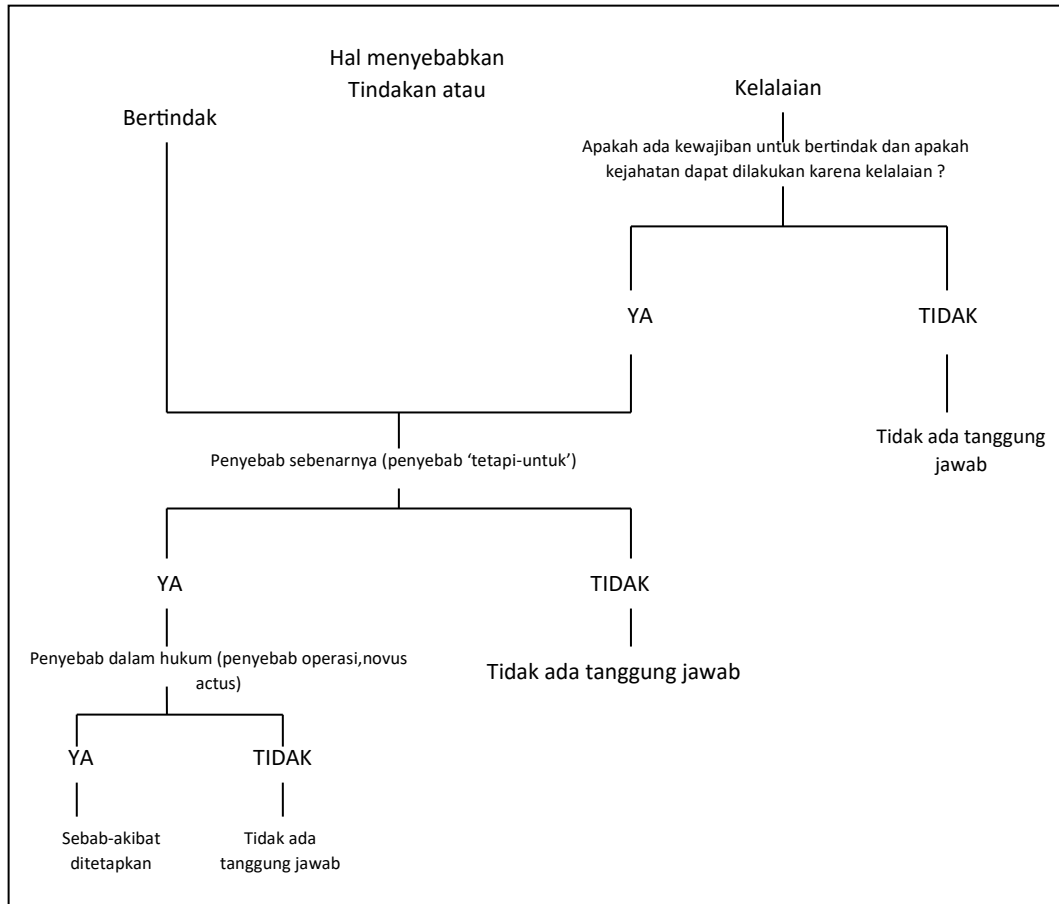 Hal menyebabkan
Tindakan atau
Bertindak
Kelalaian
Apakah ada kewajiban untuk bertindak dan apakah
kejahatan dapat dilakukan karena kelalaian ?
YA
TIDAK
Tidak ada tanggung
jawab
Penyebab sebenarnya (penyebab ‘tetapi-untuk’)
YA
TIDAK
Penyebab dalam hukum (penyebab operasi,novus
actus)
Tidak ada tanggung jawab
YA
TIDAK
Sebab-akibat
ditetapkan
Tidak ada
tanggung jawab